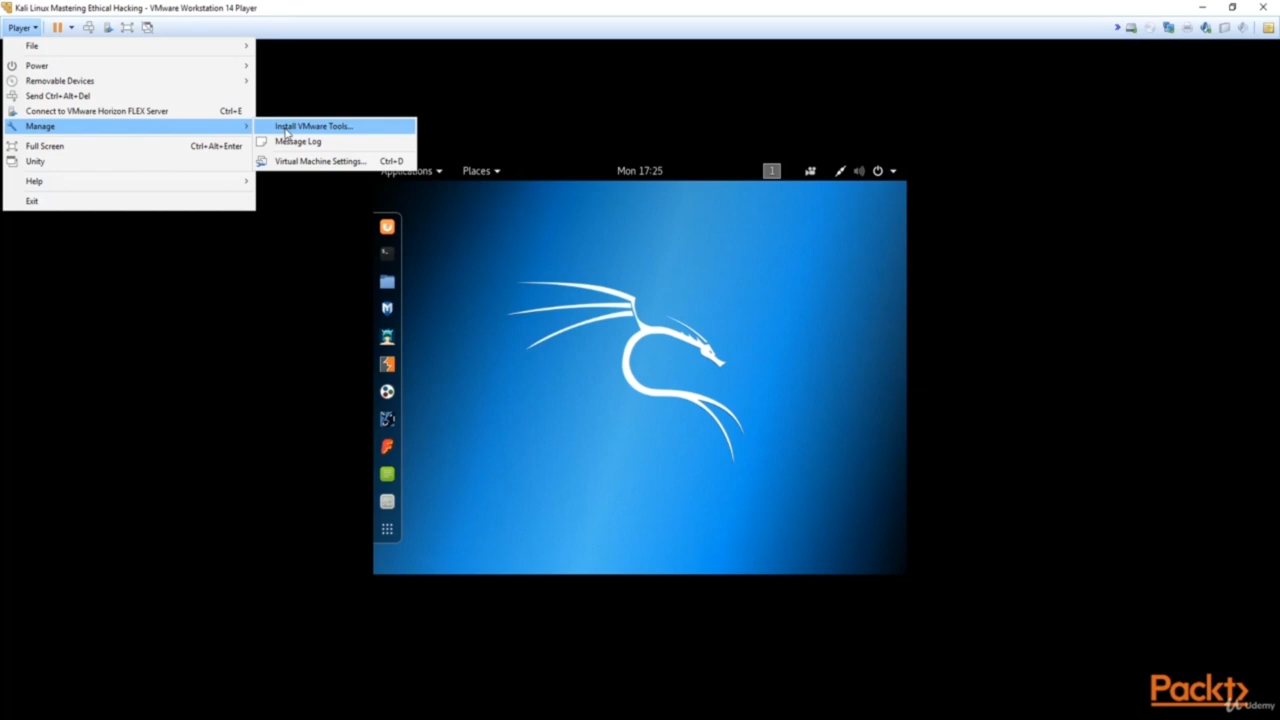 Kali Linux Mastering Ethical Hacking - VMware Workstation 14 Player
Player
File
Power
Removable Devices
Send Ctrl+Alt+Del
Connect to VMware Horizon FLEX Server Ctrl+E
Manage
Full Screen Ctrl+Alt+Enter
Unity
Help
Exit
Install VMware Tools...
Message Log
Virtual Machine Settings... Ctrl+D
Applications Places Mon 17:25 1
Packt
Udemy